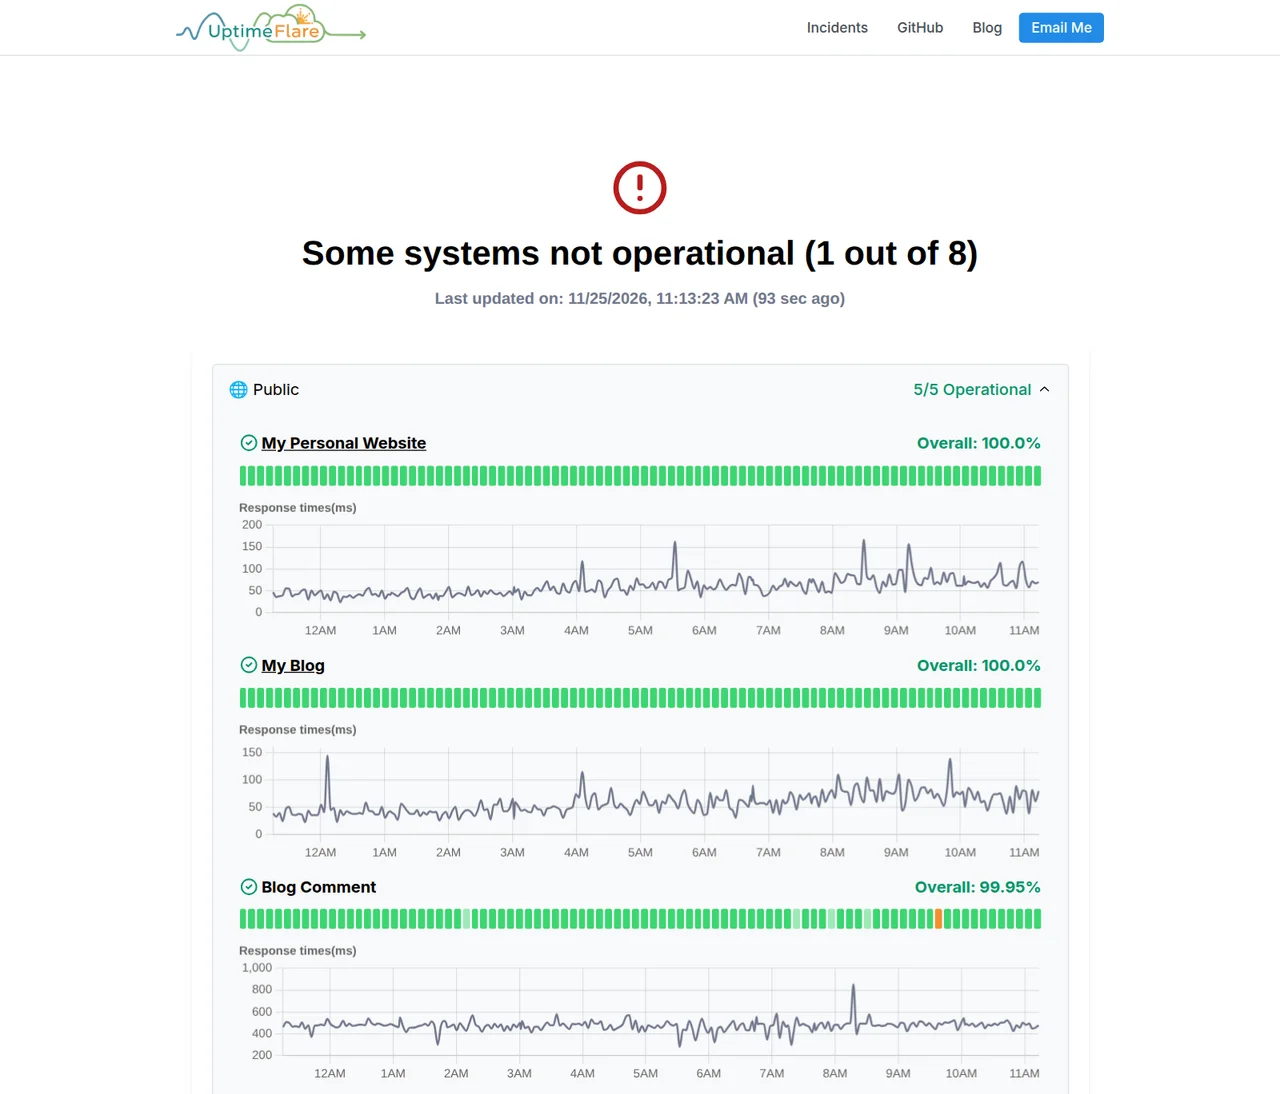 UptimeFlare
Incidents GitHub Blog Email Me
Some systems not operational (1 out of 8)
Last updated on: 11/25/2026, 11:13:23 AM (93 sec ago)
🌐 Public 5/5 Operational
My Personal Website Overall: 100.0%
Response times(ms)
200
150
100
50
0
12AM 1AM 2AM 3AM 4AM 5AM 6AM 7AM 8AM 9AM 10AM 11AM
My Blog Overall: 100.0%
Response times(ms)
150
100
50
0
12AM 1AM 2AM 3AM 4AM 5AM 6AM 7AM 8AM 9AM 10AM 11AM
Blog Comment Overall: 99.95%
Response times(ms)
1,000
800
600
400
200
12AM 1AM 2AM 3AM 4AM 5AM 6AM 7AM 8AM 9AM 10AM 11AM